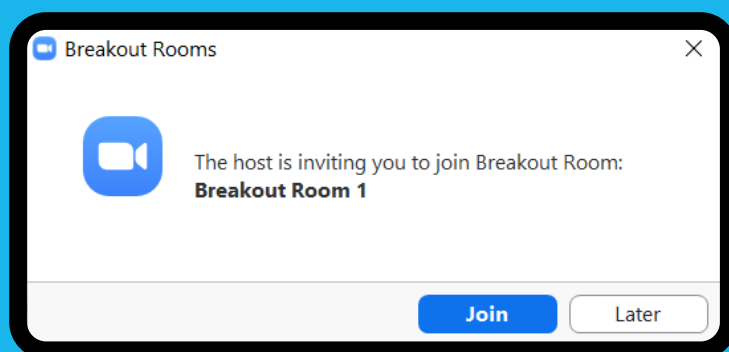 Breakout Rooms
The host is inviting you to join Breakout Room:
Breakout Room 1
Join Later